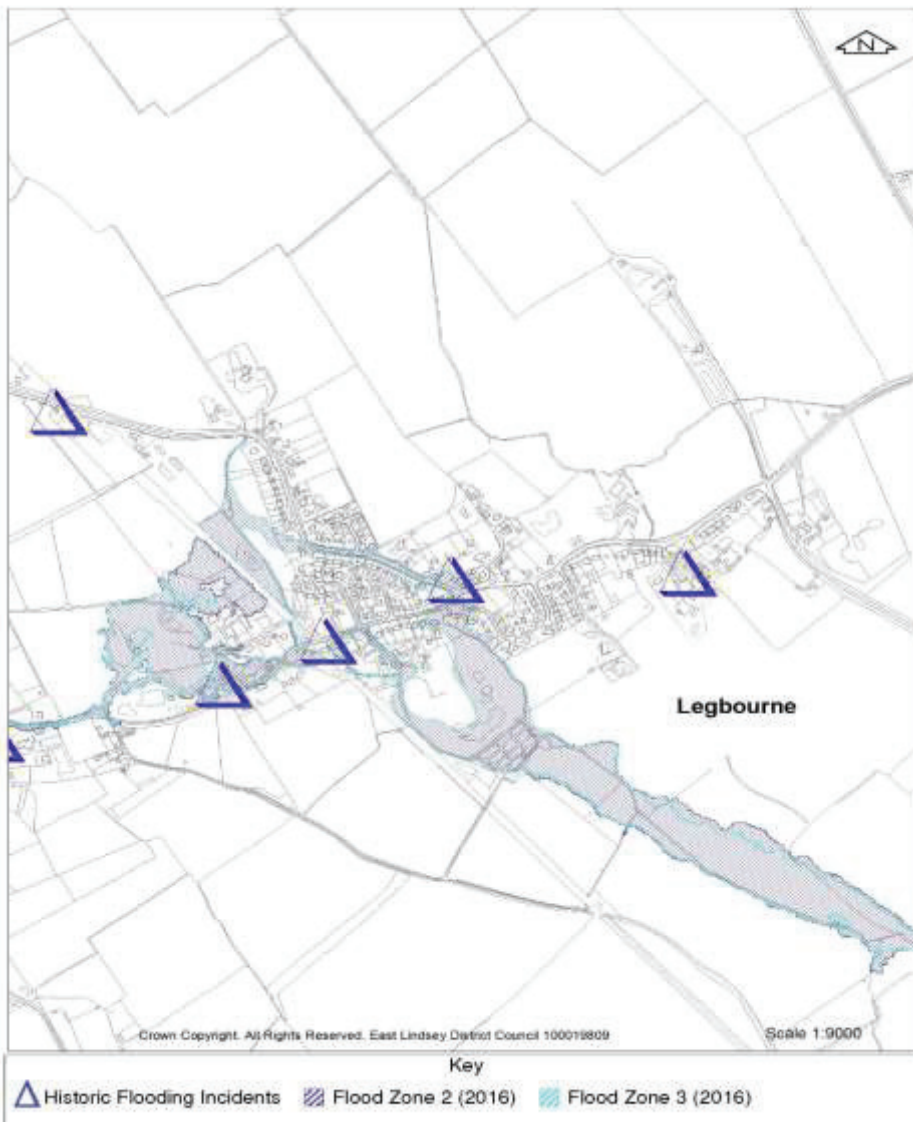 N
Legbourne
Crown Copyright. All Rights Reserved. East Lindsey District Council 100019809
Scale 1:9000
Key
Historic Flooding Incidents
Flood Zone 2 (2016)
Flood Zone 3 (2016)